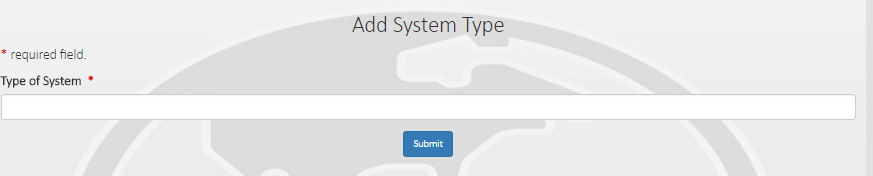 Add System Type
* required field.
Type of System *
Submit